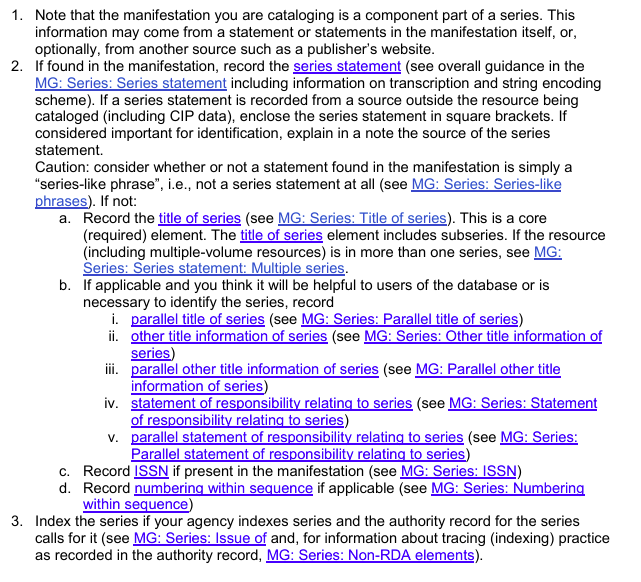 1. Note that the manifestation you are cataloging is a component part of a series. This
information may come from a statement or statements in the manifestation itself, or,
optionally, from another source such as a publisher's website.
2. If found in the manifestation, record the series statement (see overall guidance in the
MG: Series: Series statement including information on transcription and string encoding
scheme). If a series statement is recorded from a source outside the resource being
cataloged (including CIP data), enclose the series statement in square brackets. If
considered important for identification, explain in a note the source of the series
statement.
Caution: consider whether or not a statement found in the manifestation is simply a
“series-like phrase”, i.e., not a series statement at all (see MG: Series: Series-like
phrases). If not:
a. Record the title of series (see MG: Series: Title of series). This is a core
(required) element. The title of series element includes subseries. If the resource
(including multiple-volume resources) is in more than one series, see MG:
Series: Series statement: Multiple series.
b. If applicable and you think it will be helpful to users of the database or is
necessary to identify the series, record
i. parallel title of series (see MG: Series: Parallel title of series)
ii. other title information of series (see MG: Series: Other title information of
series)
iii. parallel other title information of series (see MG: Parallel other title
information of series)
iv. statement of responsibility relating to series (see MG: Series: Statement
of responsibility relating to series)
v. parallel statement of responsibility relating to series (see MG: Series:
Parallel statement of responsibility relating to series)
c. Record ISSN if present in the manifestation (see MG: Series: ISSN)
d. Record numbering within sequence if applicable (see MG: Series: Numbering
within sequence)
3. Index the series if your agency indexes series and the authority record for the series
calls for it (see MG: Series: Issue of and, for information about tracing (indexing) practice
as recorded in the authority record, MG: Series: Non-RDA elements).